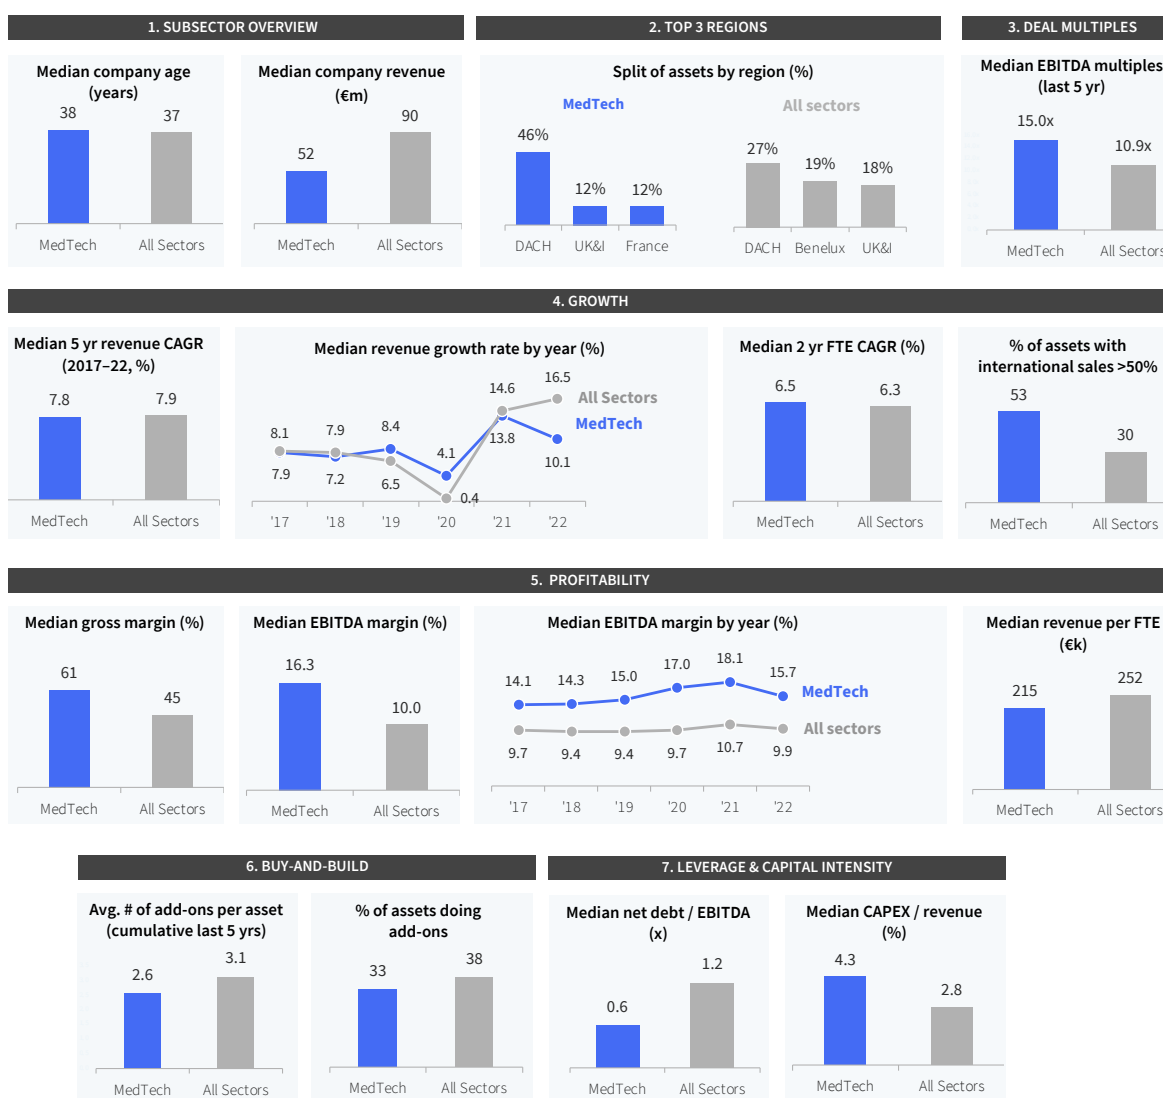 1. SUBSECTOR OVERVIEW
2. TOP 3 REGIONS
3. DEAL MULTIPLES
Median company age
(years)
38
37
MedTech
All Sectors
Median company revenue
(€m)
52
90
MedTech
All Sectors
Split of assets by region (%)
MedTech
All sectors
46%
12%
12%
DACH
UK&I
France
27%
19%
18%
DACH
Benelux
UK&I
Median EBITDA multiples
(last 5 yr)
15.0x
10.9x
MedTech
All Sectors
4. GROWTH
Median 5 yr revenue CAGR
(2017–22, %)
7.8
7.9
MedTech
All Sectors
Median revenue growth rate by year (%)
8.1
7.9
8.4
4.1
14.6
16.5
All Sectors
MedTech
7.9
7.2
6.5
0.4
13.8
10.1
'17
'18
'19
'20
'21
'22
Median 2 yr FTE CAGR (%)
6.5
6.3
MedTech
All Sectors
% of assets with
international sales >50%
53
30
MedTech
All Sectors
5. PROFITABILITY
Median gross margin (%)
61
45
MedTech
All Sectors
Median EBITDA margin (%)
16.3
10.0
MedTech
All Sectors
Median EBITDA margin by year (%)
14.1
14.3
15.0
17.0
18.1
15.7
MedTech
All sectors
9.7
9.4
9.4
9.7
10.7
9.9
'17
'18
'19
'20
'21
'22
Median revenue per FTE
(€k)
215
252
MedTech
All Sectors
6. BUY-AND-BUILD
7. LEVERAGE & CAPITAL INTENSITY
Avg. # of add-ons per asset
(cumulative last 5 yrs)
2.6
3.1
MedTech
All Sectors
% of assets doing
add-ons
33
38
MedTech
All Sectors
Median net debt / EBITDA
(x)
0.6
1.2
MedTech
All Sectors
Median CAPEX / revenue
(%)
4.3
2.8
MedTech
All Sectors